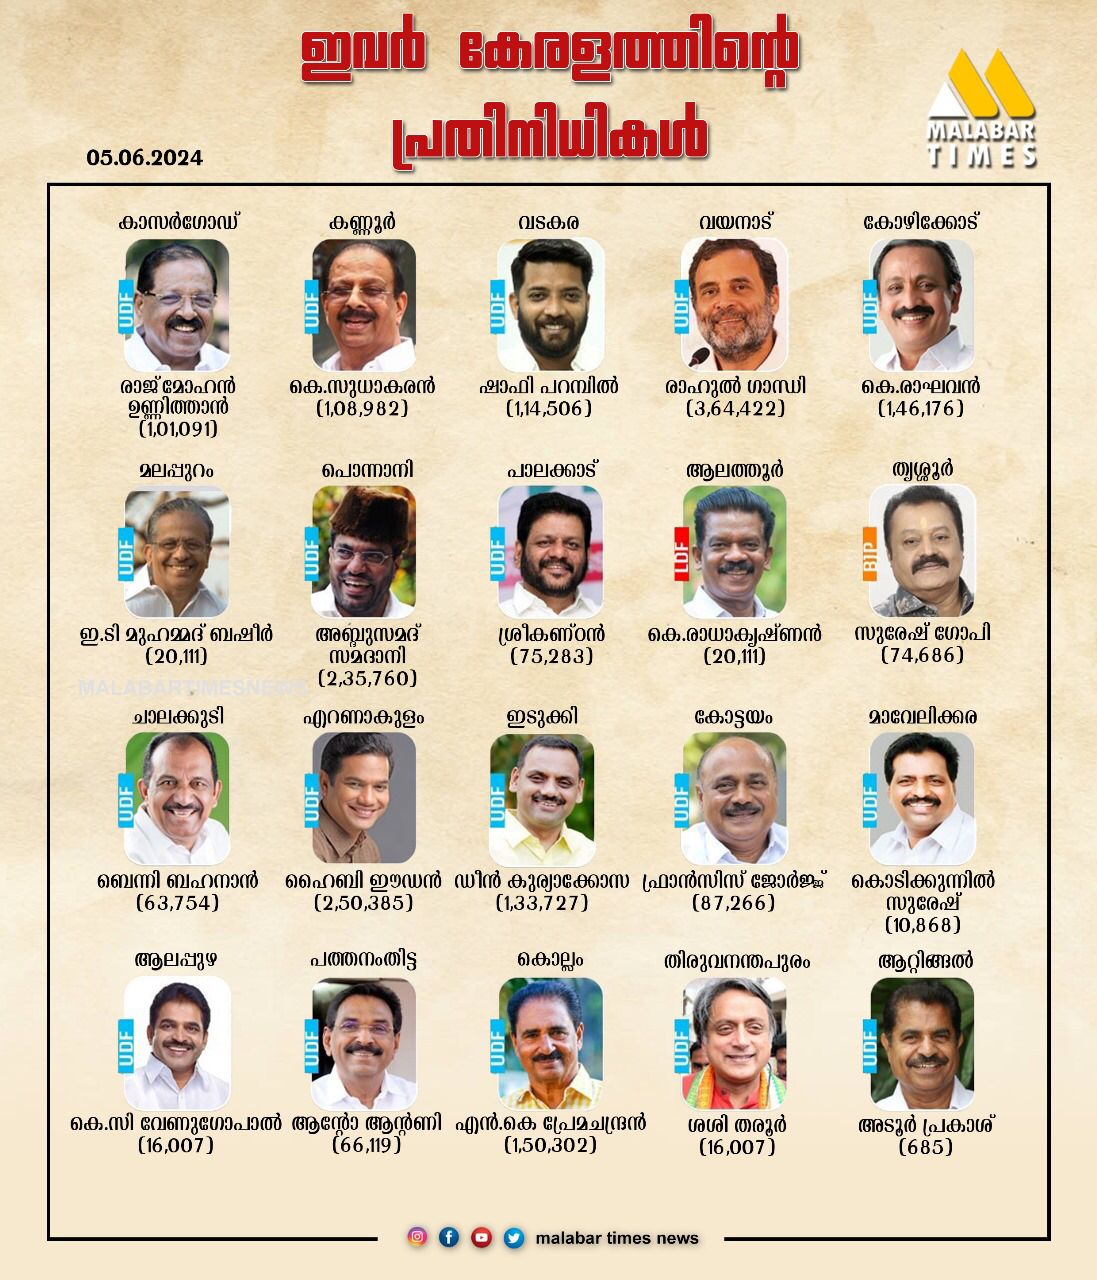 ഇവർ കേരളത്തിന്റെ
പ്രതിനിധികൾ
MALABAR
TIMES
05.06.2024
കാസർഗോഡ്
UDF
രാജ്മോഹൻ
ഉണ്ണിത്താൻ
(1,01,091)
കണ്ണൂർ
UDF
കെ.സുധാകരൻ
(1,08,982)
വടകര
UDF
ഷാഫി പറമ്പിൽ
(1,14,506)
വയനാട്
UDF
രാഹുൽ ഗാന്ധി
(3,64,422)
കോഴിക്കോട്
UDF
കെ.രാഘവൻ
(1,46,176)
മലപ്പുറം
UDF
ഇ.ടി മുഹമ്മദ് ബഷീർ
(20,111)
പൊന്നാനി
UDF
അബ്ദുസമദ്
സമദാനി
(2,35,760)
പാലക്കാട്
UDF
ശ്രീകണ്ഠൻ
(75,283)
ആലത്തൂർ
LDF
കെ.രാധാകൃഷ്ണൻ
(20,111)
തൃശ്ശൂർ
BJP
സുരേഷ് ഗോപി
(74,686)
MALABARTIMESNEWS
ചാലക്കുടി
UDF
ബെന്നി ബഹനാൻ
(63,754)
എറണാകുളം
UDF
ഹൈബി ഈഡൻ
(2,50,385)
ഇടുക്കി
UDF
ഡീൻ കുര്യാക്കോസ
(1,33,727)
കോട്ടയം
UDF
ഫ്രാൻസിസ് ജോർജ്ജ്
(87,266)
മാവേലിക്കര
UDF
കൊടിക്കുന്നിൽ
സുരേഷ്
(10,868)
ആലപ്പുഴ
UDF
കെ.സി വേണുഗോപാൽ
(16,007)
പത്തനംതിട്ട
UDF
ആന്റോ ആന്റണി
(66,119)
കൊല്ലം
UDF
എൻ.കെ പ്രേമചന്ദ്രൻ
(1,50,302)
തിരുവനന്തപുരം
UDF
ശശി തരൂർ
(16,007)
ആറ്റിങ്ങൽ
UDF
അടൂർ പ്രകാശ്
(685)
malabar times news